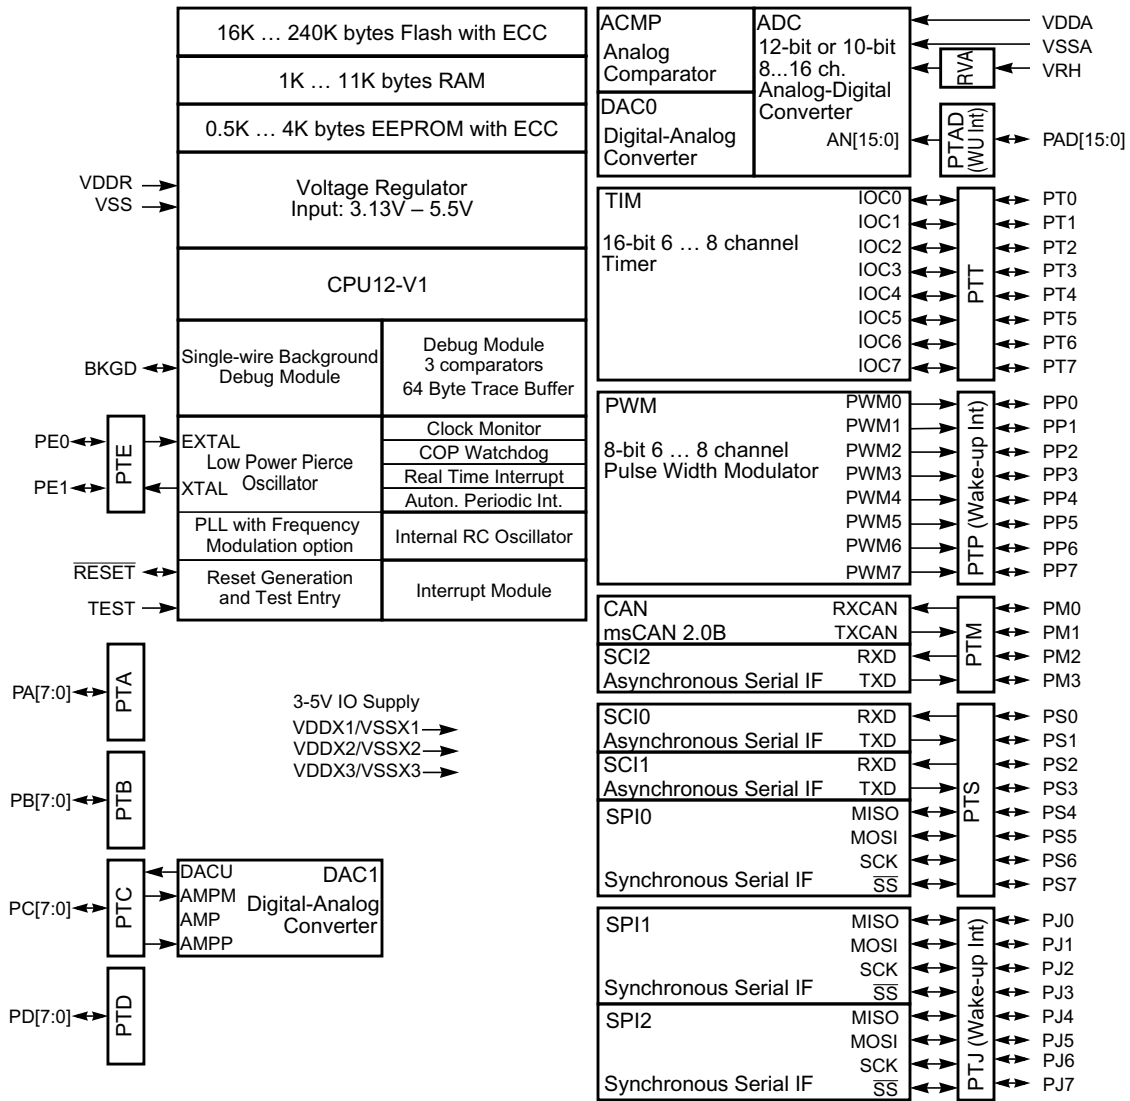 16K … 240K bytes Flash with ECC
1K … 11K bytes RAM
0.5K … 4K bytes EEPROM with ECC
VDDR
VSS
Voltage Regulator
Input: 3.13V – 5.5V
CPU12-V1
BKGD
Single-wire Background
Debug Module
Debug Module
3 comparators
64 Byte Trace Buffer
PE0
PE1
PTE
EXTAL
Low Power Pierce
Oscillator
XTAL
Clock Monitor
COP Watchdog
Real Time Interrupt
Auton. Periodic Int.
PLL with Frequency
Modulation option
Internal RC Oscillator
RESET
TEST
Reset Generation
and Test Entry
Interrupt Module
PA[7:0]
PTA
PB[7:0]
PTB
3-5V IO Supply
VDDX1/VSSX1
VDDX2/VSSX2
VDDX3/VSSX3
PC[7:0]
PTC
DACU
AMPM
AMP
AMPP
DAC1
Digital-Analog
Converter
PD[7:0]
PTD
ACMP
Analog
Comparator
DAC0
Digital-Analog
Converter
ADC
12-bit or 10-bit
8...16 ch.
Analog-Digital
Converter
AN[15:0]
RVA
PTAD
(WU Int)
VDDA
VSSA
VRH
PAD[15:0]
TIM
16-bit 6 … 8 channel
Timer
IOC0
IOC1
IOC2
IOC3
IOC4
IOC5
IOC6
IOC7
PTT
PT0
PT1
PT2
PT3
PT4
PT5
PT6
PT7
PWM
8-bit 6 … 8 channel
Pulse Width Modulator
PWM0
PWM1
PWM2
PWM3
PWM4
PWM5
PWM6
PWM7
PTP (Wake-up Int)
PP0
PP1
PP2
PP3
PP4
PP5
PP6
PP7
CAN
msCAN 2.0B
RXCAN
TXCAN
SCI2
Asynchronous Serial IF
RXD
TXD
PTM
PM0
PM1
PM2
PM3
SCI0
Asynchronous Serial IF
RXD
TXD
SCI1
Asynchronous Serial IF
RXD
TXD
SPI0
Synchronous Serial IF
MISO
MOSI
SCK
SS
PTS
PS0
PS1
PS2
PS3
PS4
PS5
PS6
PS7
SPI1
Synchronous Serial IF
MISO
MOSI
SCK
SS
SPI2
Synchronous Serial IF
MISO
MOSI
SCK
SS
PTJ (Wake-up Int)
PJ0
PJ1
PJ2
PJ3
PJ4
PJ5
PJ6
PJ7